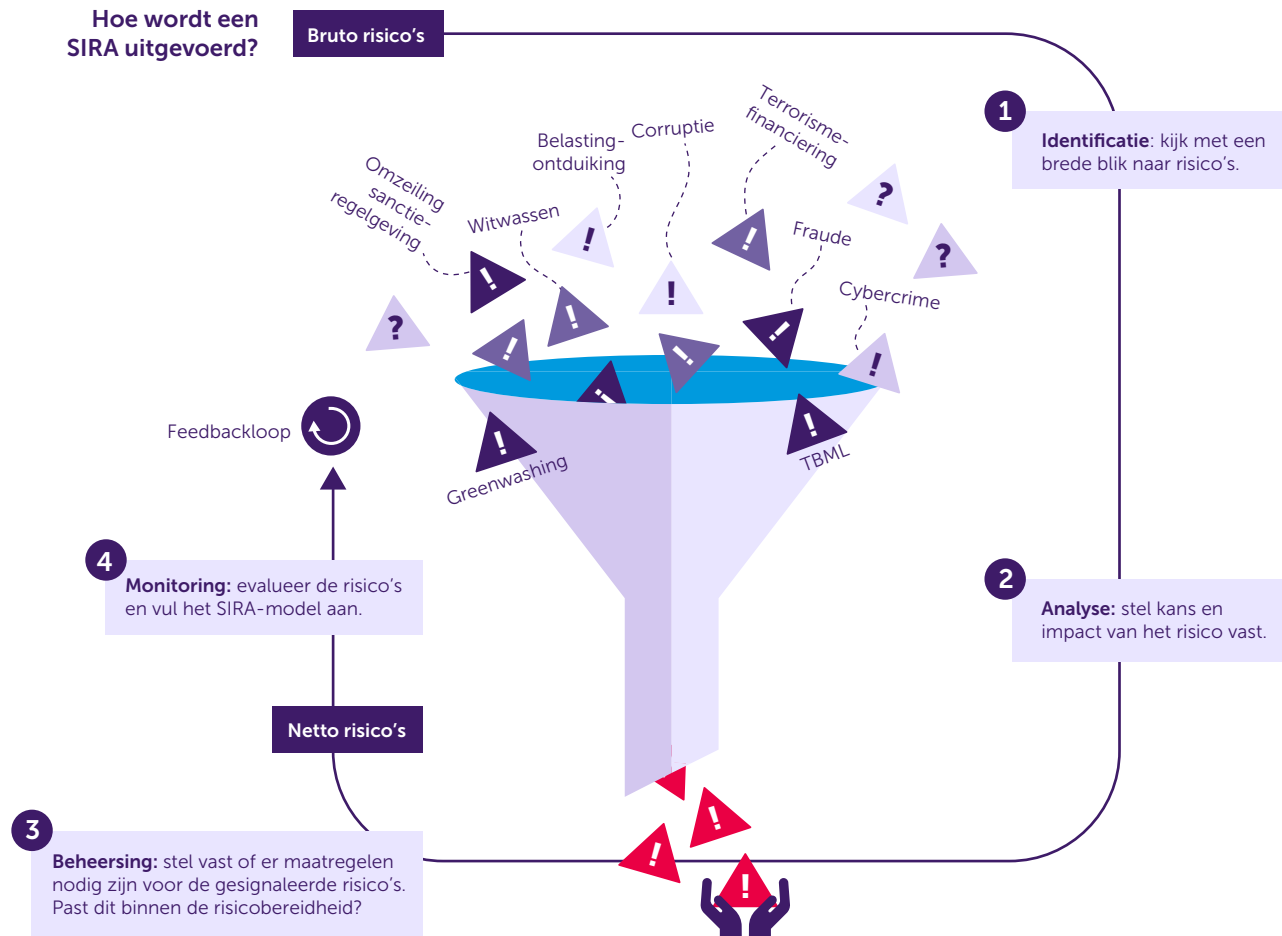 Hoe wordt een
SIRA uitgevoerd?
Bruto risico's
1
Identificatie: kijk met een
brede blik naar risico's.
Omzeiling
sanctie-
regelgeving
Witwassen
Belasting-
ontduiking
Corruptie
Terrorisme-
financiering
Fraude
Cybercrime
?
?
?
!
!
!
!
!
!
!
!
!
!
!
!
!
Greenwashing
TBML
Feedbackloop
4
Monitoring: evalueer de risico's
en vul het SIRA-model aan.
2
Analyse: stel kans en
impact van het risico vast.
Netto risico's
3
Beheersing: stel vast of er maatregelen
nodig zijn voor de gesignaleerde risico's.
Past dit binnen de risicobereidheid?
!
!
!